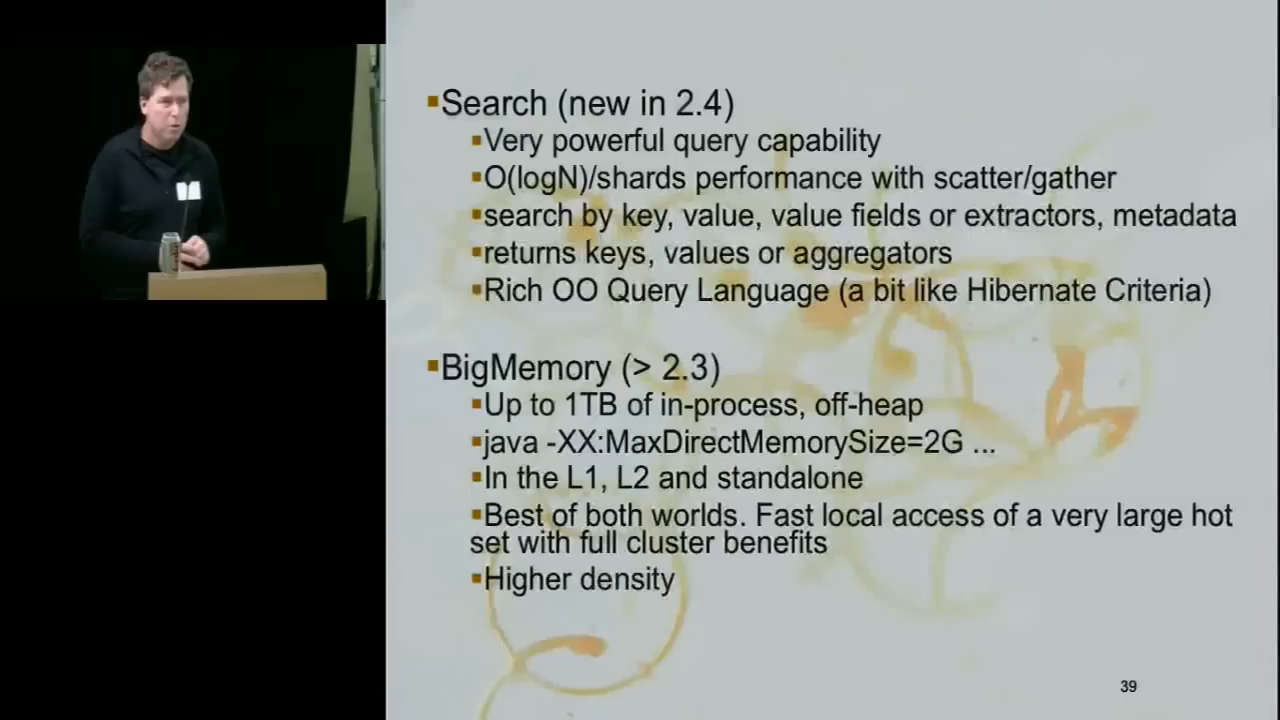 Search (new in 2.4)
Very powerful query capability
O(logN)/shards performance with scatter/gather
search by key, value, value fields or extractors, metadata
returns keys, values or aggregators
Rich OO Query Language (a bit like Hibernate Criteria)
BigMemory (> 2.3)
Up to 1TB of in-process, off-heap
java -XX:MaxDirectMemorySize=2G ...
In the L1, L2 and standalone
Best of both worlds. Fast local access of a very large hot
set with full cluster benefits
Higher density
39